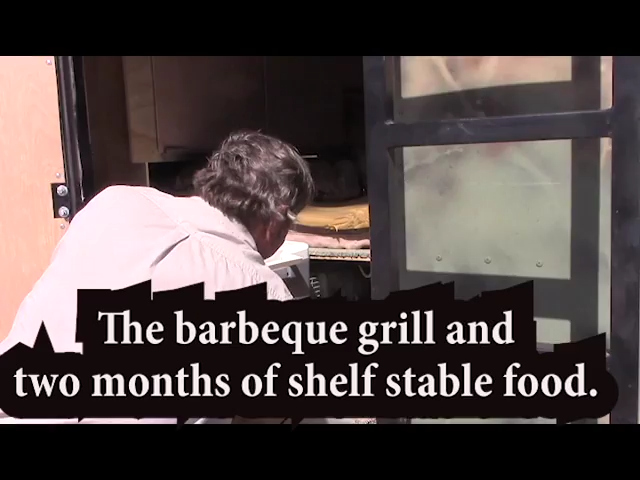 The barbeque grill and
two months of shelf stable food.